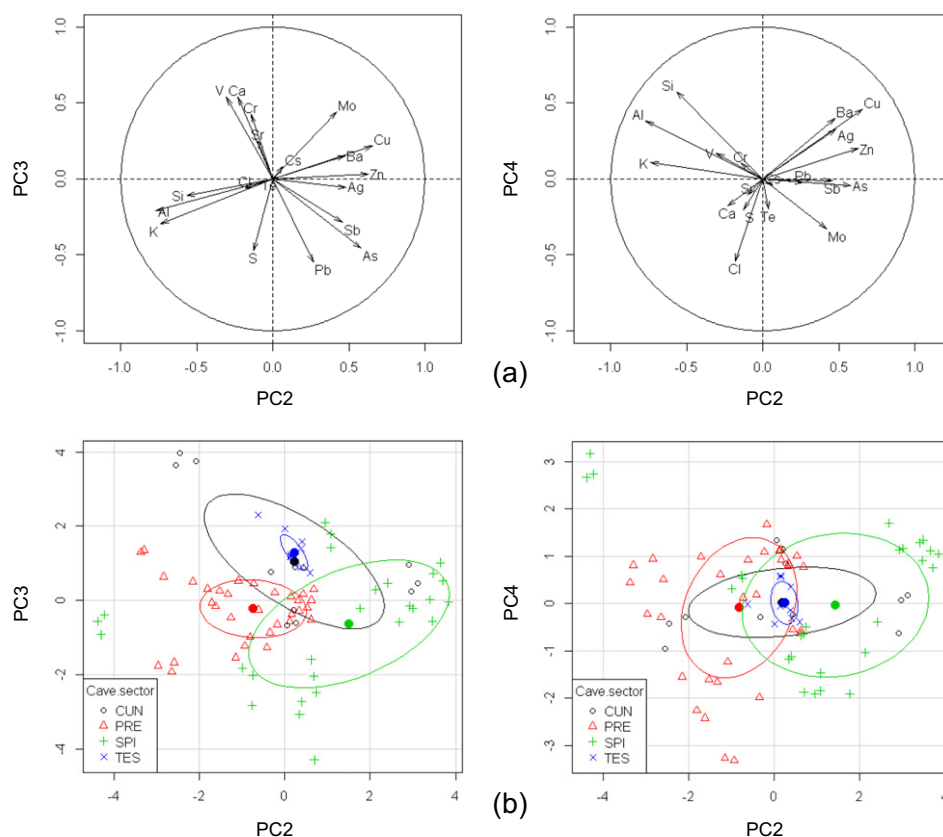 1.0
0.5
0.0
-0.5
-1.0
PC3
V Ca
Cr
Sr
Mo
Cu
Cs
Ba
Zn
Ag
Cl
Te
Si
Al
K
Sb
As
S
Pb
-1.0 -0.5 0.0 0.5 1.0
PC2
(a)
1.0
0.5
0.0
-0.5
-1.0
PC4
Si
Al
K
V
Cr
Ba
Cu
Ag
Zn
Pb
Sb
As
Sr
Ca
S
Te
Mo
Cl
-1.0 -0.5 0.0 0.5 1.0
PC2
4
2
0
-2
-4
PC3
Cave.sector
CUN
PRE
SPI
TES
-4 -2 0 2 4
PC2
(b)
3
2
1
0
-1
-2
-3
PC4
Cave.sector
CUN
PRE
SPI
TES
-4 -2 0 2 4
PC2